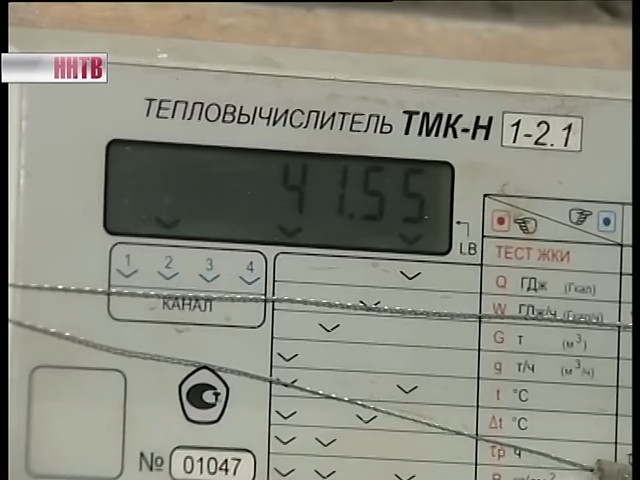 ННТВ
ТЕПЛОВЫЧИСЛИТЕЛЬ ТМК-Н 1-2.1
41.55
LB
ТЕСТ ЖКИ
1 2 3 4
КАНАЛ
Q ГДж (Гкал)
W ГДж/ч (Гкал/ч)
G т (м³)
g т/ч (м³/ч)
t °C
Δt °C
τр ч
№ 01047
P